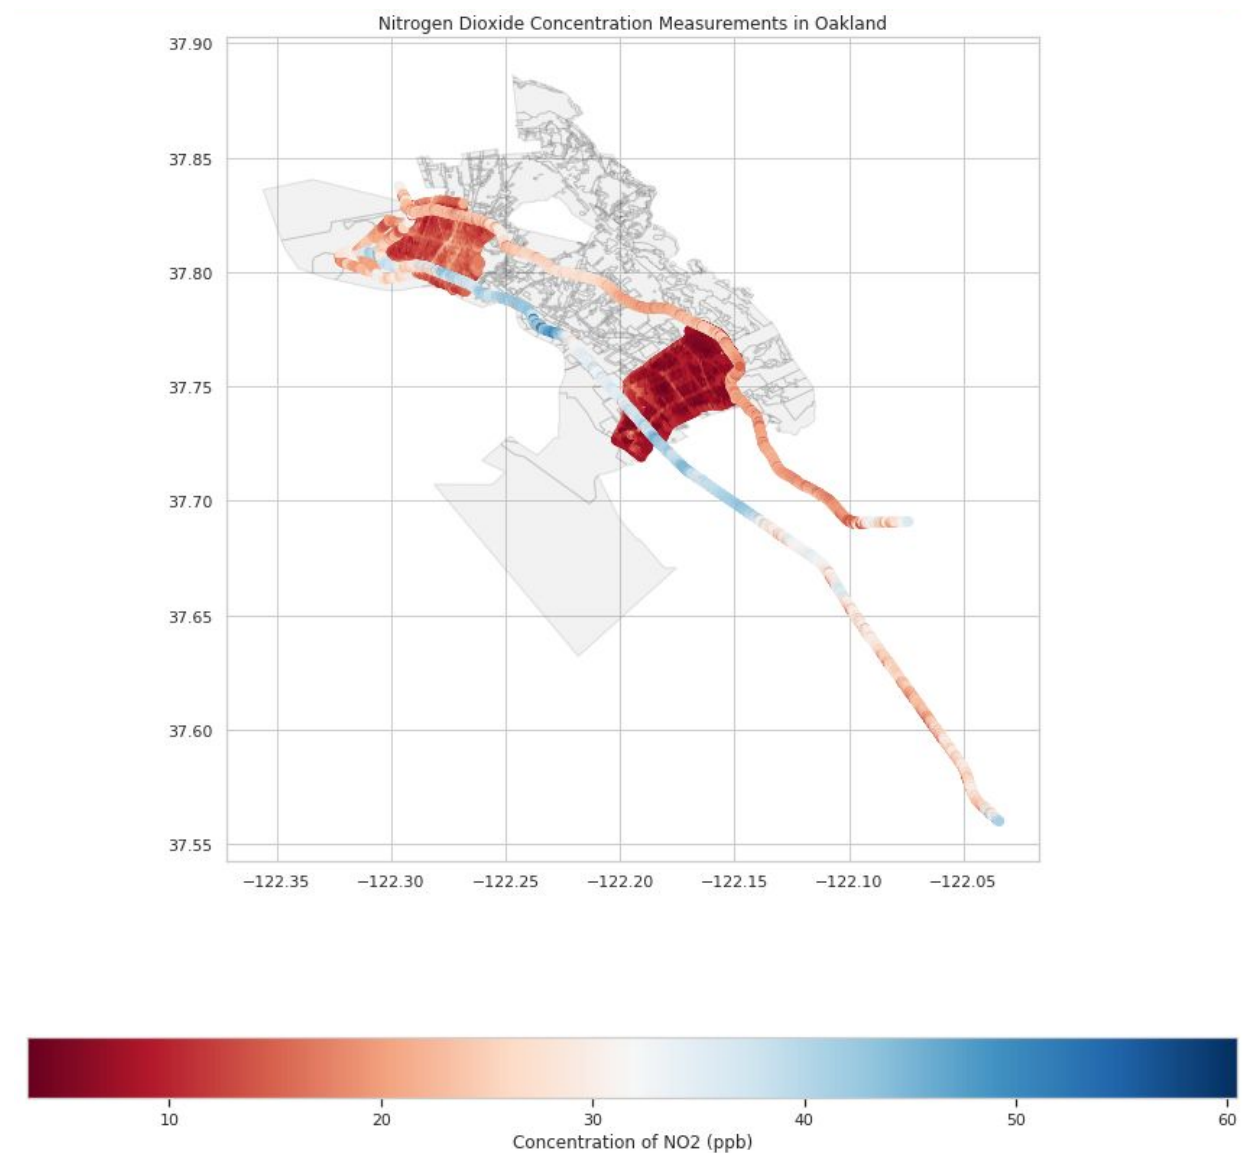 Nitrogen Dioxide Concentration Measurements in Oakland
37.90
37.85
37.80
37.75
37.70
37.65
37.60
37.55
−122.35 −122.30 −122.25 −122.20 −122.15 −122.10 −122.05
10 20 30 40 50 60
Concentration of NO2 (ppb)